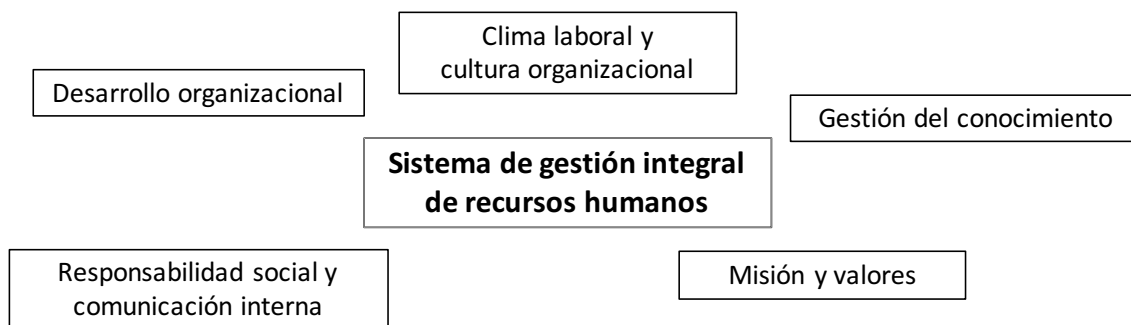 Clima laboral y
cultura organizacional
Desarrollo organizacional
Gestión del conocimiento
Sistema de gestión integral
de recursos humanos
Responsabilidad social y
comunicación interna
Misión y valores